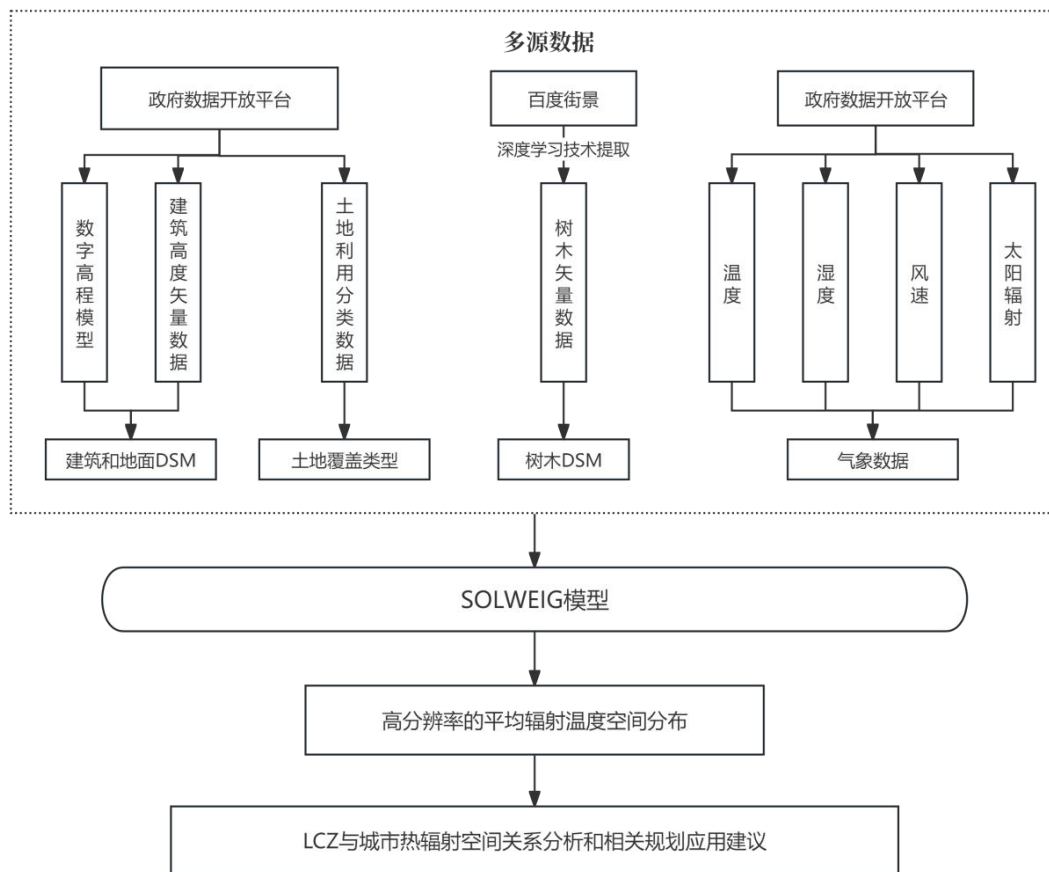 多源数据
政府数据开放平台
百度街景
政府数据开放平台
深度学习技术提取
数字高程模型
建筑高度矢量数据
土地利用分类数据
树木矢量数据
温度
湿度
风速
太阳辐射
建筑和地面DSM
土地覆盖类型
树木DSM
气象数据
SOLWEIG模型
高分辨率的平均辐射温度空间分布
LCZ与城市热辐射空间关系分析和相关规划应用建议